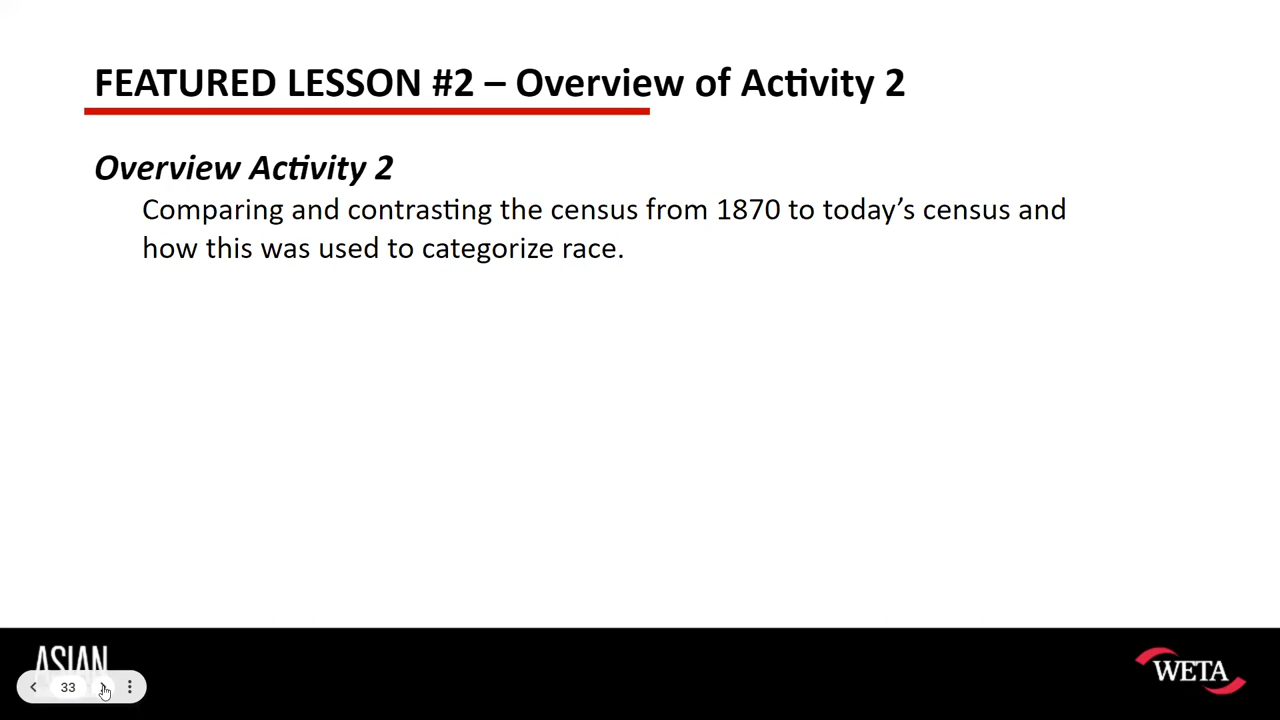 FEATURED LESSON #2 – Overview of Activity 2
Overview Activity 2
Comparing and contrasting the census from 1870 to today’s census and
how this was used to categorize race.
ASIAN
33
WETA